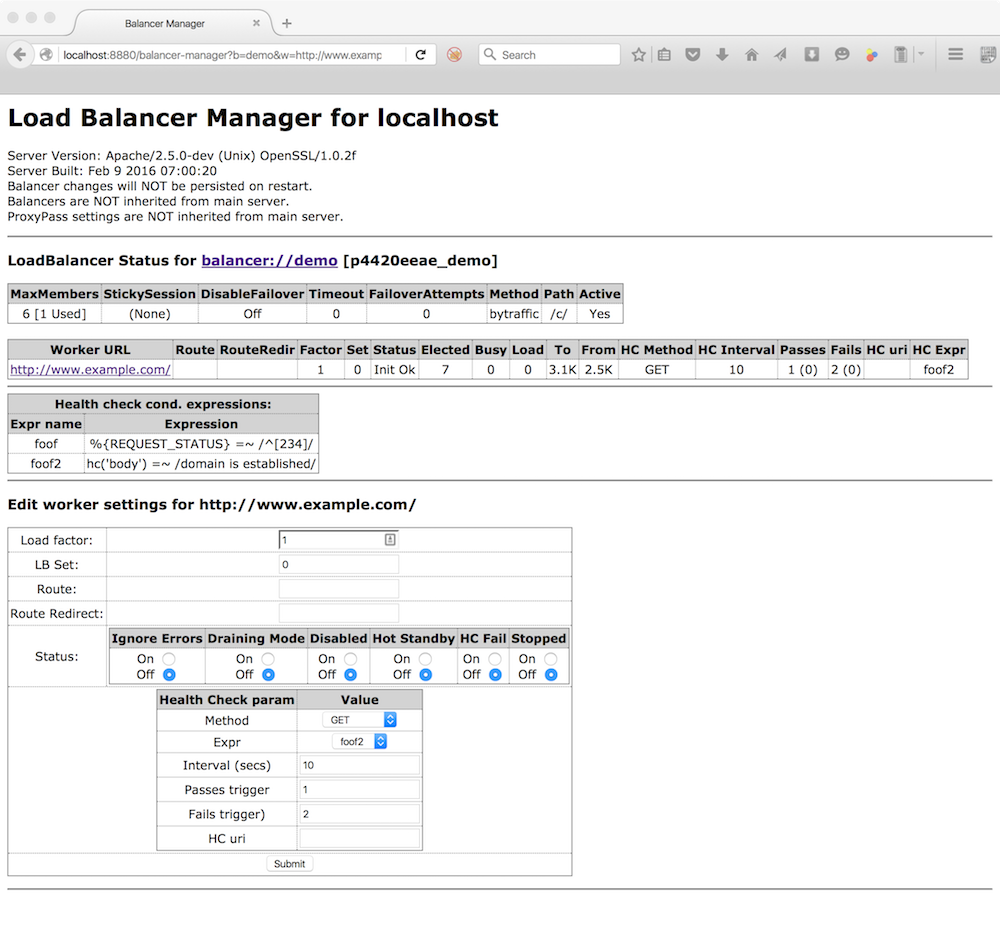 Balancer Manager
localhost:8880/balancer-manager?b=demo&w=http://www.examp
Search
Load Balancer Manager for localhost
Server Version: Apache/2.5.0-dev (Unix) OpenSSL/1.0.2f
Server Built: Feb 9 2016 07:00:20
Balancer changes will NOT be persisted on restart.
Balancers are NOT inherited from main server.
ProxyPass settings are NOT inherited from main server.
LoadBalancer Status for balancer://demo [p4420eeae_demo]
MaxMembers StickySession DisableFailover Timeout FailoverAttempts Method Path Active
6 [1 Used] (None) Off 0 0 bytraffic /c/ Yes
Worker URL Route RouteRedir Factor Set Status Elected Busy Load To From HC Method HC Interval Passes Fails HC uri HC Expr
http://www.example.com/ 1 0 Init Ok 7 0 0 3.1K 2.5K GET 10 1 (0) 2 (0) foof2
Health check cond. expressions:
Expr name Expression
foof %{REQUEST_STATUS} =~ /^[234]/
foof2 hc('body') =~ /domain is established/
Edit worker settings for http://www.example.com/
Load factor: 1
LB Set: 0
Route:
Route Redirect:
Status:
Ignore Errors Draining Mode Disabled Hot Standby HC Fail Stopped
On On On On On On
Off Off Off Off Off Off
Health Check param Value
Method GET
Expr foof2
Interval (secs) 10
Passes trigger 1
Fails trigger) 2
HC uri
Submit